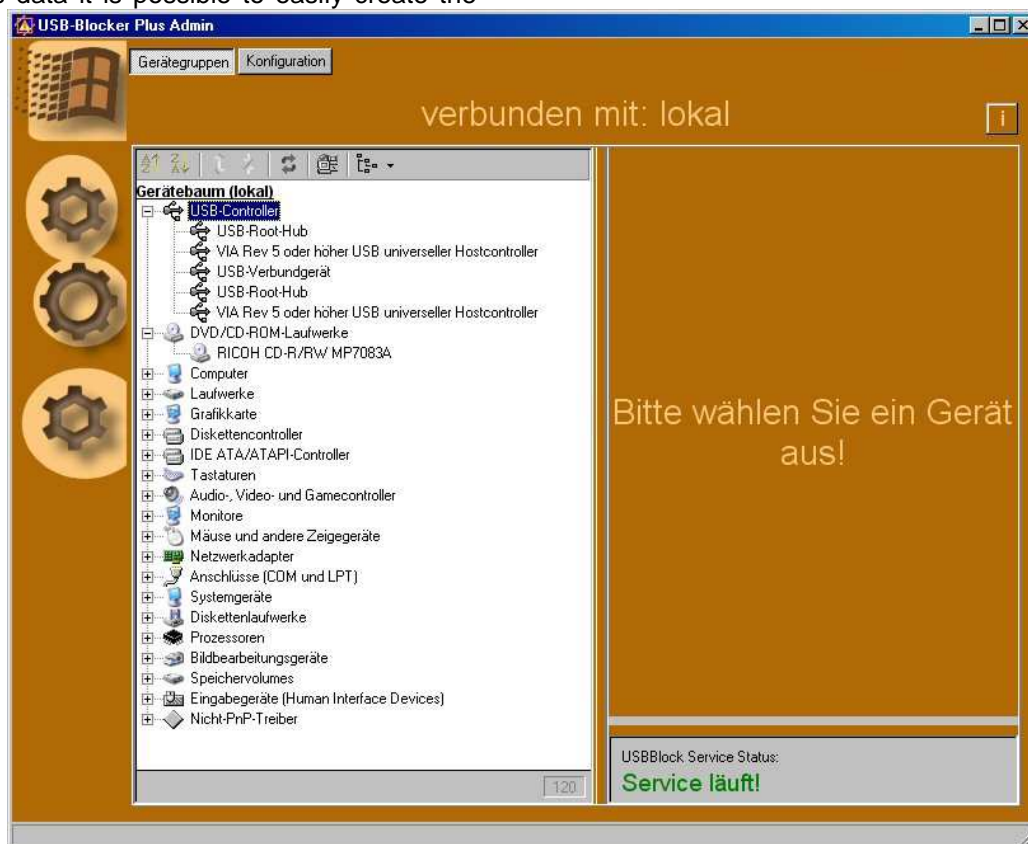 data it is possible to easily create the
USB-Blocker Plus Admin
Gerätegruppen
Konfiguration
verbunden mit: lokal
i
Gerätebaum (lokal)
USB-Controller
USB-Root-Hub
VIA Rev 5 oder höher USB universeller Hostcontroller
USB-Verbundgerät
USB-Root-Hub
VIA Rev 5 oder höher USB universeller Hostcontroller
DVD/CD-ROM-Laufwerke
RICOH CD-R/RW MP7083A
Computer
Laufwerke
Grafikkarte
Diskettencontroller
IDE ATA/ATAPI-Controller
Tastaturen
Audio-, Video- und Gamecontroller
Monitore
Mäuse und andere Zeigegeräte
Netzwerkadapter
Anschlüsse (COM und LPT)
Systemgeräte
Diskettenlaufwerke
Prozessoren
Bildbearbeitungsgeräte
Speichervolumes
Eingabegeräte (Human Interface Devices)
Nicht-PnP-Treiber
120
Bitte wählen Sie ein Gerät
aus!
USBBlock Service Status:
Service läuft!